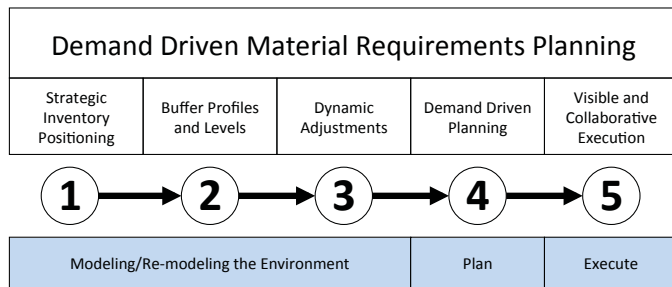 Demand Driven Material Requirements Planning
Strategic
Inventory
Positioning
Buffer Profiles
and Levels
Dynamic
Adjustments
Demand Driven
Planning
Visible and
Collaborative
Execution
1
2
3
4
5
Modeling/Re-modeling the Environment
Plan
Execute